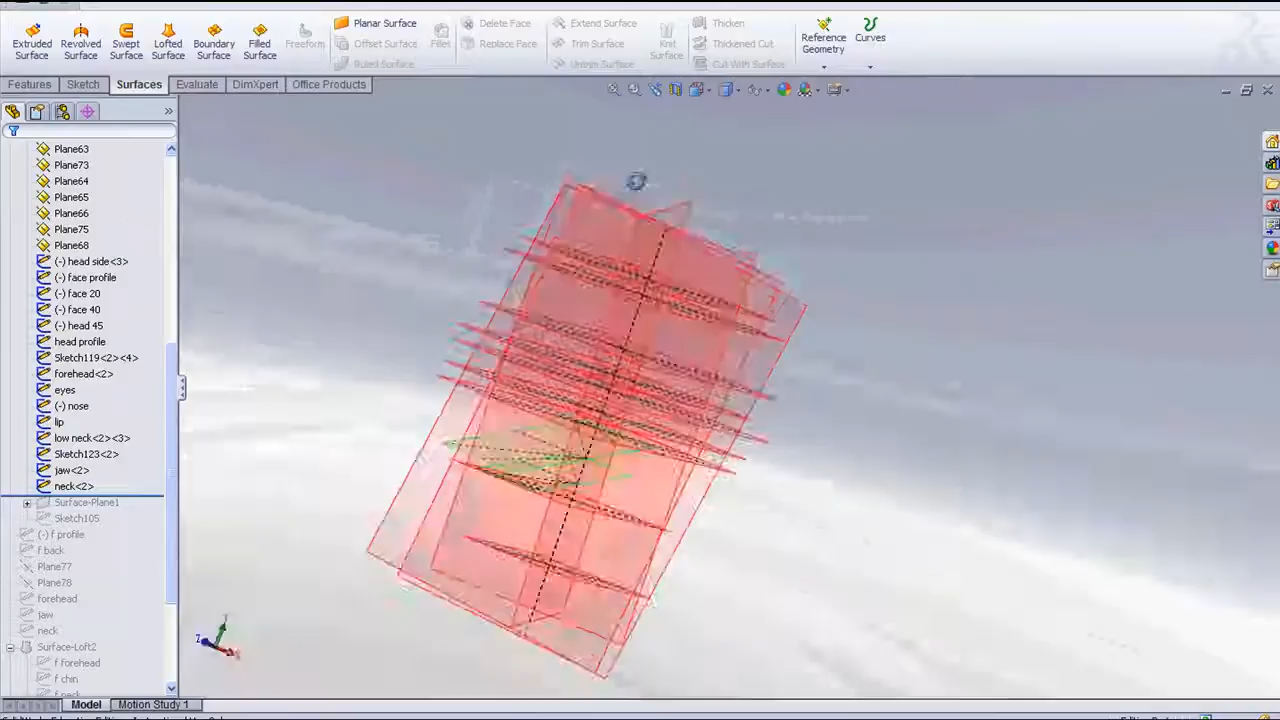 Extruded Surface
Revolved Surface
Swept Surface
Lofted Surface
Boundary Surface
Filled Surface
Freeform
Planar Surface
Offset Surface
Ruled Surface
Fillet
Delete Face
Replace Face
Extend Surface
Trim Surface
Untrim Surface
Knit Surface
Thicken
Thickened Cut
Cut With Surface
Reference Geometry
Curves
Features
Sketch
Surfaces
Evaluate
DimXpert
Office Products
Plane63
Plane73
Plane64
Plane65
Plane66
Plane75
Plane68
(-) head side<3>
(-) face profile
(-) face 20
(-) face 40
(-) head 45
head profile
Sketch119<2><4>
forehead<2>
eyes
(-) nose
lip
low neck<2><3>
Sketch123<2>
jaw<2>
neck<2>
Surface-Plane1
Sketch105
(-) f profile
f back
Plane77
Plane78
forehead
jaw
neck
Surface-Loft2
f forehead
f chin
f neck
Z
Model
Motion Study 1